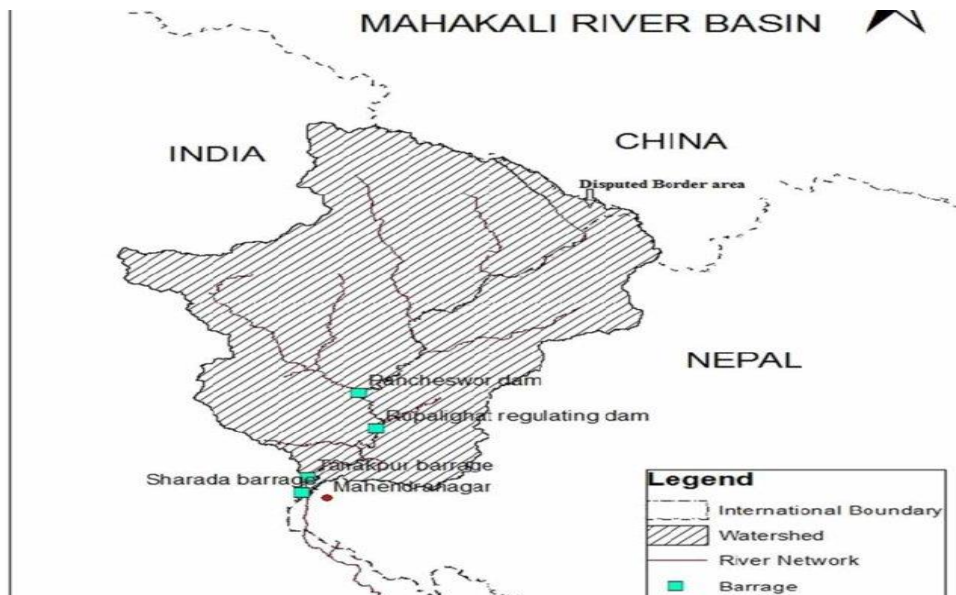 MAHAKALI RIVER BASIN
INDIA
CHINA
Disputed Border area
NEPAL
Pancheswor dam
Rupalighat regulating dam
Tanakpur barrage
Sharada barrage
Mahendranagar
Legend
International Boundary
Watershed
River Network
Barrage